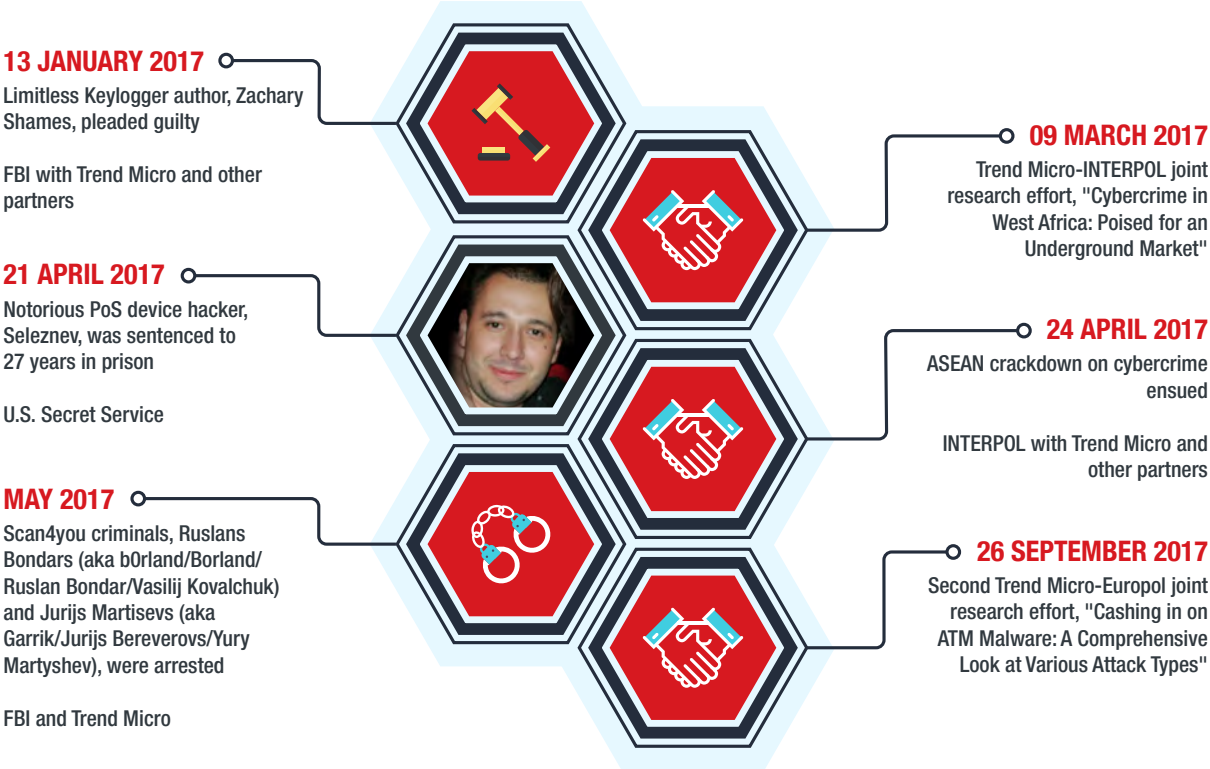 13 JANUARY 2017
Limitless Keylogger author, Zachary
Shames, pleaded guilty
FBI with Trend Micro and other
partners
09 MARCH 2017
Trend Micro-INTERPOL joint
research effort, "Cybercrime in
West Africa: Poised for an
Underground Market"
21 APRIL 2017
Notorious PoS device hacker,
Seleznev, was sentenced to
27 years in prison
U.S. Secret Service
24 APRIL 2017
ASEAN crackdown on cybercrime
ensued
INTERPOL with Trend Micro and
other partners
MAY 2017
Scan4you criminals, Ruslans
Bondars (aka b0rland/Borland/
Ruslan Bondar/Vasilij Kovalchuk)
and Jurijs Martisevs (aka
Garrik/Jurijs Bereverovs/Yury
Martyshev), were arrested
FBI and Trend Micro
26 SEPTEMBER 2017
Second Trend Micro-Europol joint
research effort, "Cashing in on
ATM Malware: A Comprehensive
Look at Various Attack Types"